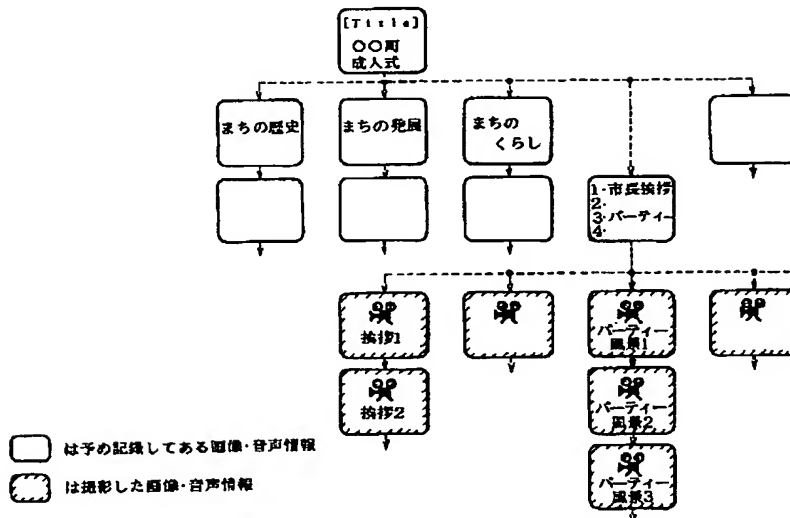 [Title]
〇〇町
成人式
まちの歴史
まちの発展
まちの
くらし
1・市長挨拶
2・
3・パーティー
4・
挨拶1
パーティー
風景1
挨拶2
パーティー
風景2
パーティー
風景3
は予め記録してある画像・音声情報
は撮影した画像・音声情報